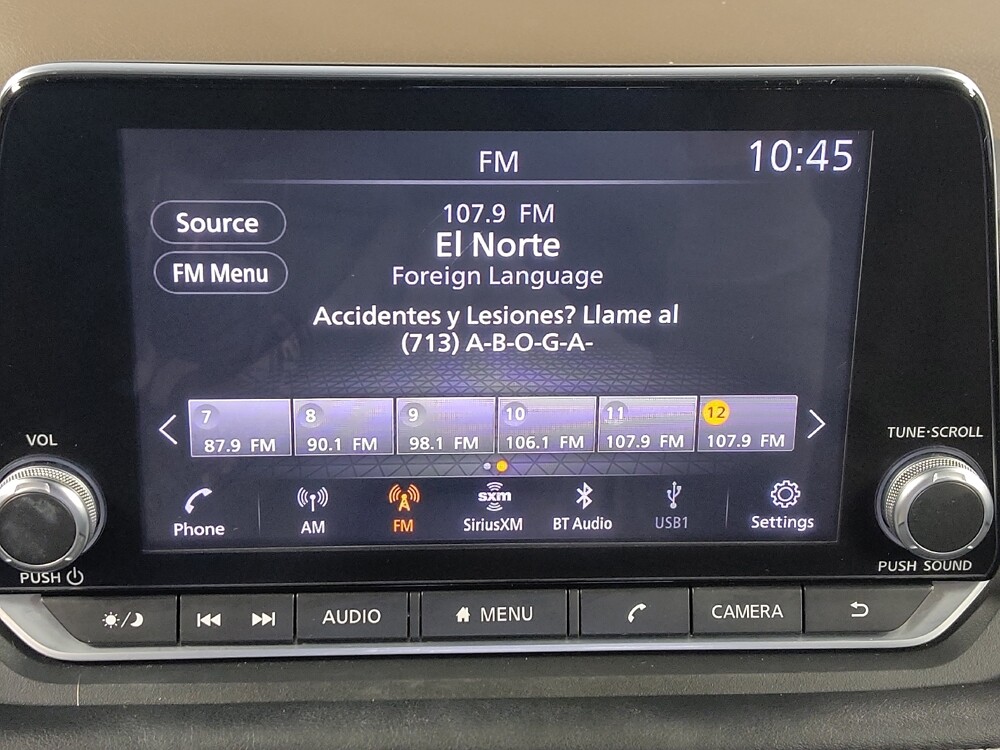 FM
10:45
Source
FM Menu
107.9 FM
El Norte
Foreign Language
Accidentes y Lesiones? Llame al
(713) A-B-O-G-A-
7
87.9 FM
8
90.1 FM
9
98.1 FM
10
106.1 FM
11
107.9 FM
12
107.9 FM
Phone
AM
FM
sxm
SiriusXM
BT Audio
USB1
Settings
VOL
PUSH
TUNE·SCROLL
PUSH SOUND
AUDIO
MENU
CAMERA